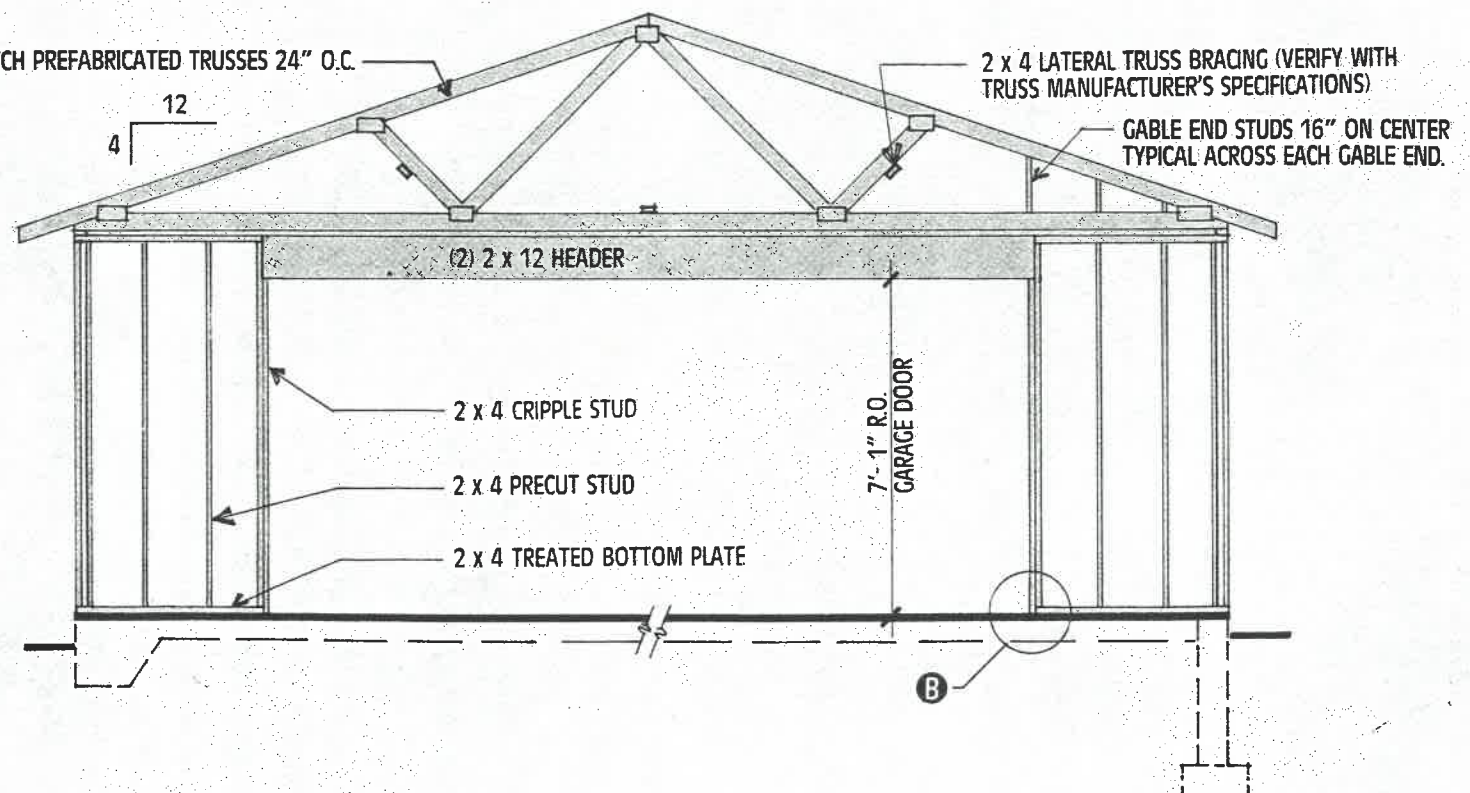 PREFABRICATED TRUSSES 24" O.C.
12
4
2 x 4 LATERAL TRUSS BRACING (VERIFY WITH
TRUSS MANUFACTURER'S SPECIFICATIONS)
GABLE END STUDS 16" ON CENTER
TYPICAL ACROSS EACH GABLE END.
(2) 2 x 12 HEADER
2 x 4 CRIPPLE STUD
7'-1" R.O.
GARAGE DOOR
2 x 4 PRECUT STUD
2 x 4 TREATED BOTTOM PLATE
B